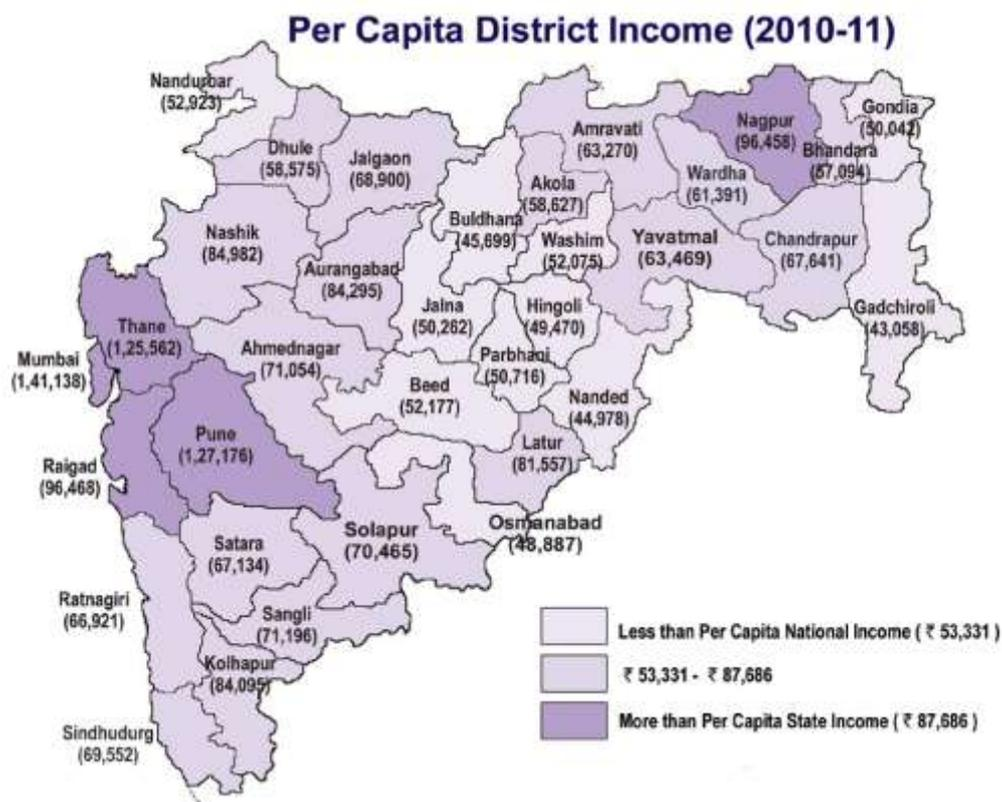 Per Capita District Income (2010-11)
Nandurbar
(52,923)
Dhule
(58,575)
Jalgaon
(68,900)
Buldhana
(45,699)
Akola
(58,627)
Amravati
(63,270)
Washim
(52,075)
Wardha
(61,391)
Nagpur
(96,458)
Bhandara
(57,094)
Gondia
(50,042)
Nashik
(84,982)
Aurangabad
(84,295)
Jalna
(50,262)
Hingoli
(49,470)
Parbhani
(50,716)
Yavatmal
(63,469)
Chandrapur
(67,641)
Gadchiroli
(43,058)
Thane
(1,25,562)
Mumbai
(1,41,138)
Ahmednagar
(71,054)
Beed
(52,177)
Nanded
(44,978)
Latur
(81,557)
Pune
(1,27,176)
Raigad
(96,468)
Satara
(67,134)
Solapur
(70,465)
Osmanabad
(48,887)
Ratnagiri
(66,921)
Sangli
(71,196)
Kolhapur
(84,095)
Sindhudurg
(69,552)
Less than Per Capita National Income ( ₹ 53,331 )
₹ 53,331 - ₹ 87,686
More than Per Capita State Income ( ₹ 87,686 )